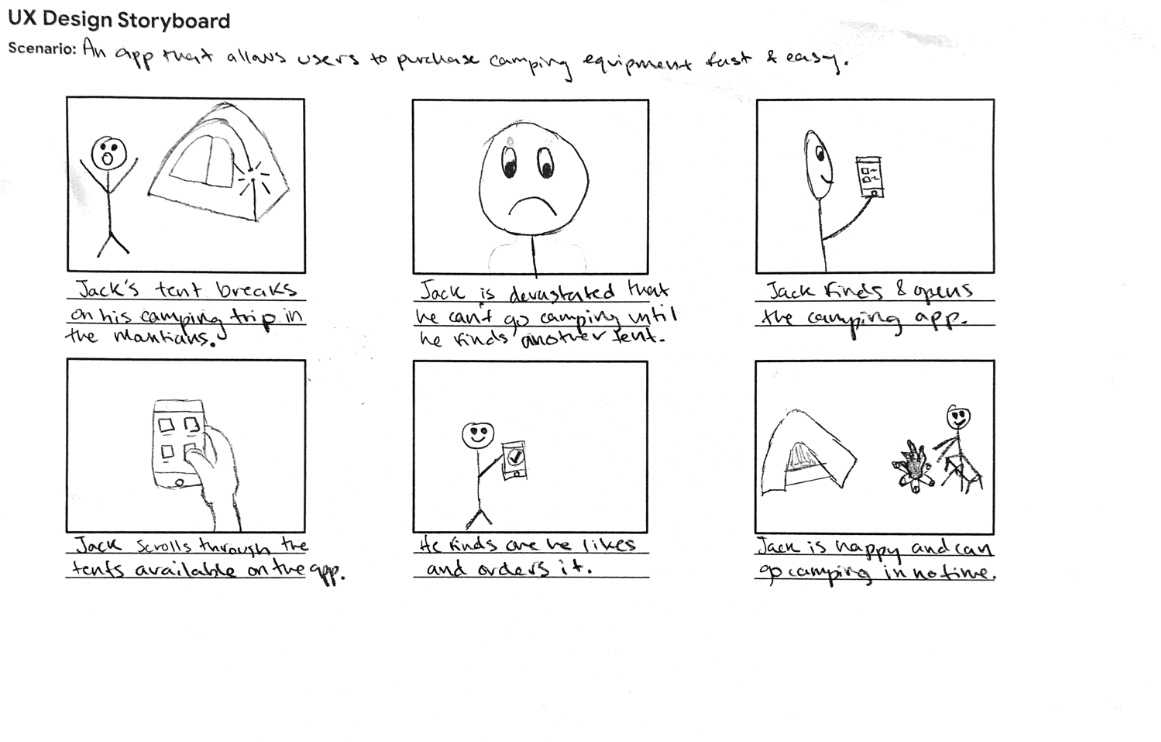 UX Design Storyboard
Scenario: An app that allows users to purchase camping equipment fast & easy.
Jack's tent breaks
on his camping trip in
the mantians.
Jack is devastated that
he can't go camping until
he finds another tent.
Jack finds & opens
the camping app.
Jack scrolls through the
tents available on the app.
He finds one he likes
and orders it.
Jack is happy and can
go camping in no time.